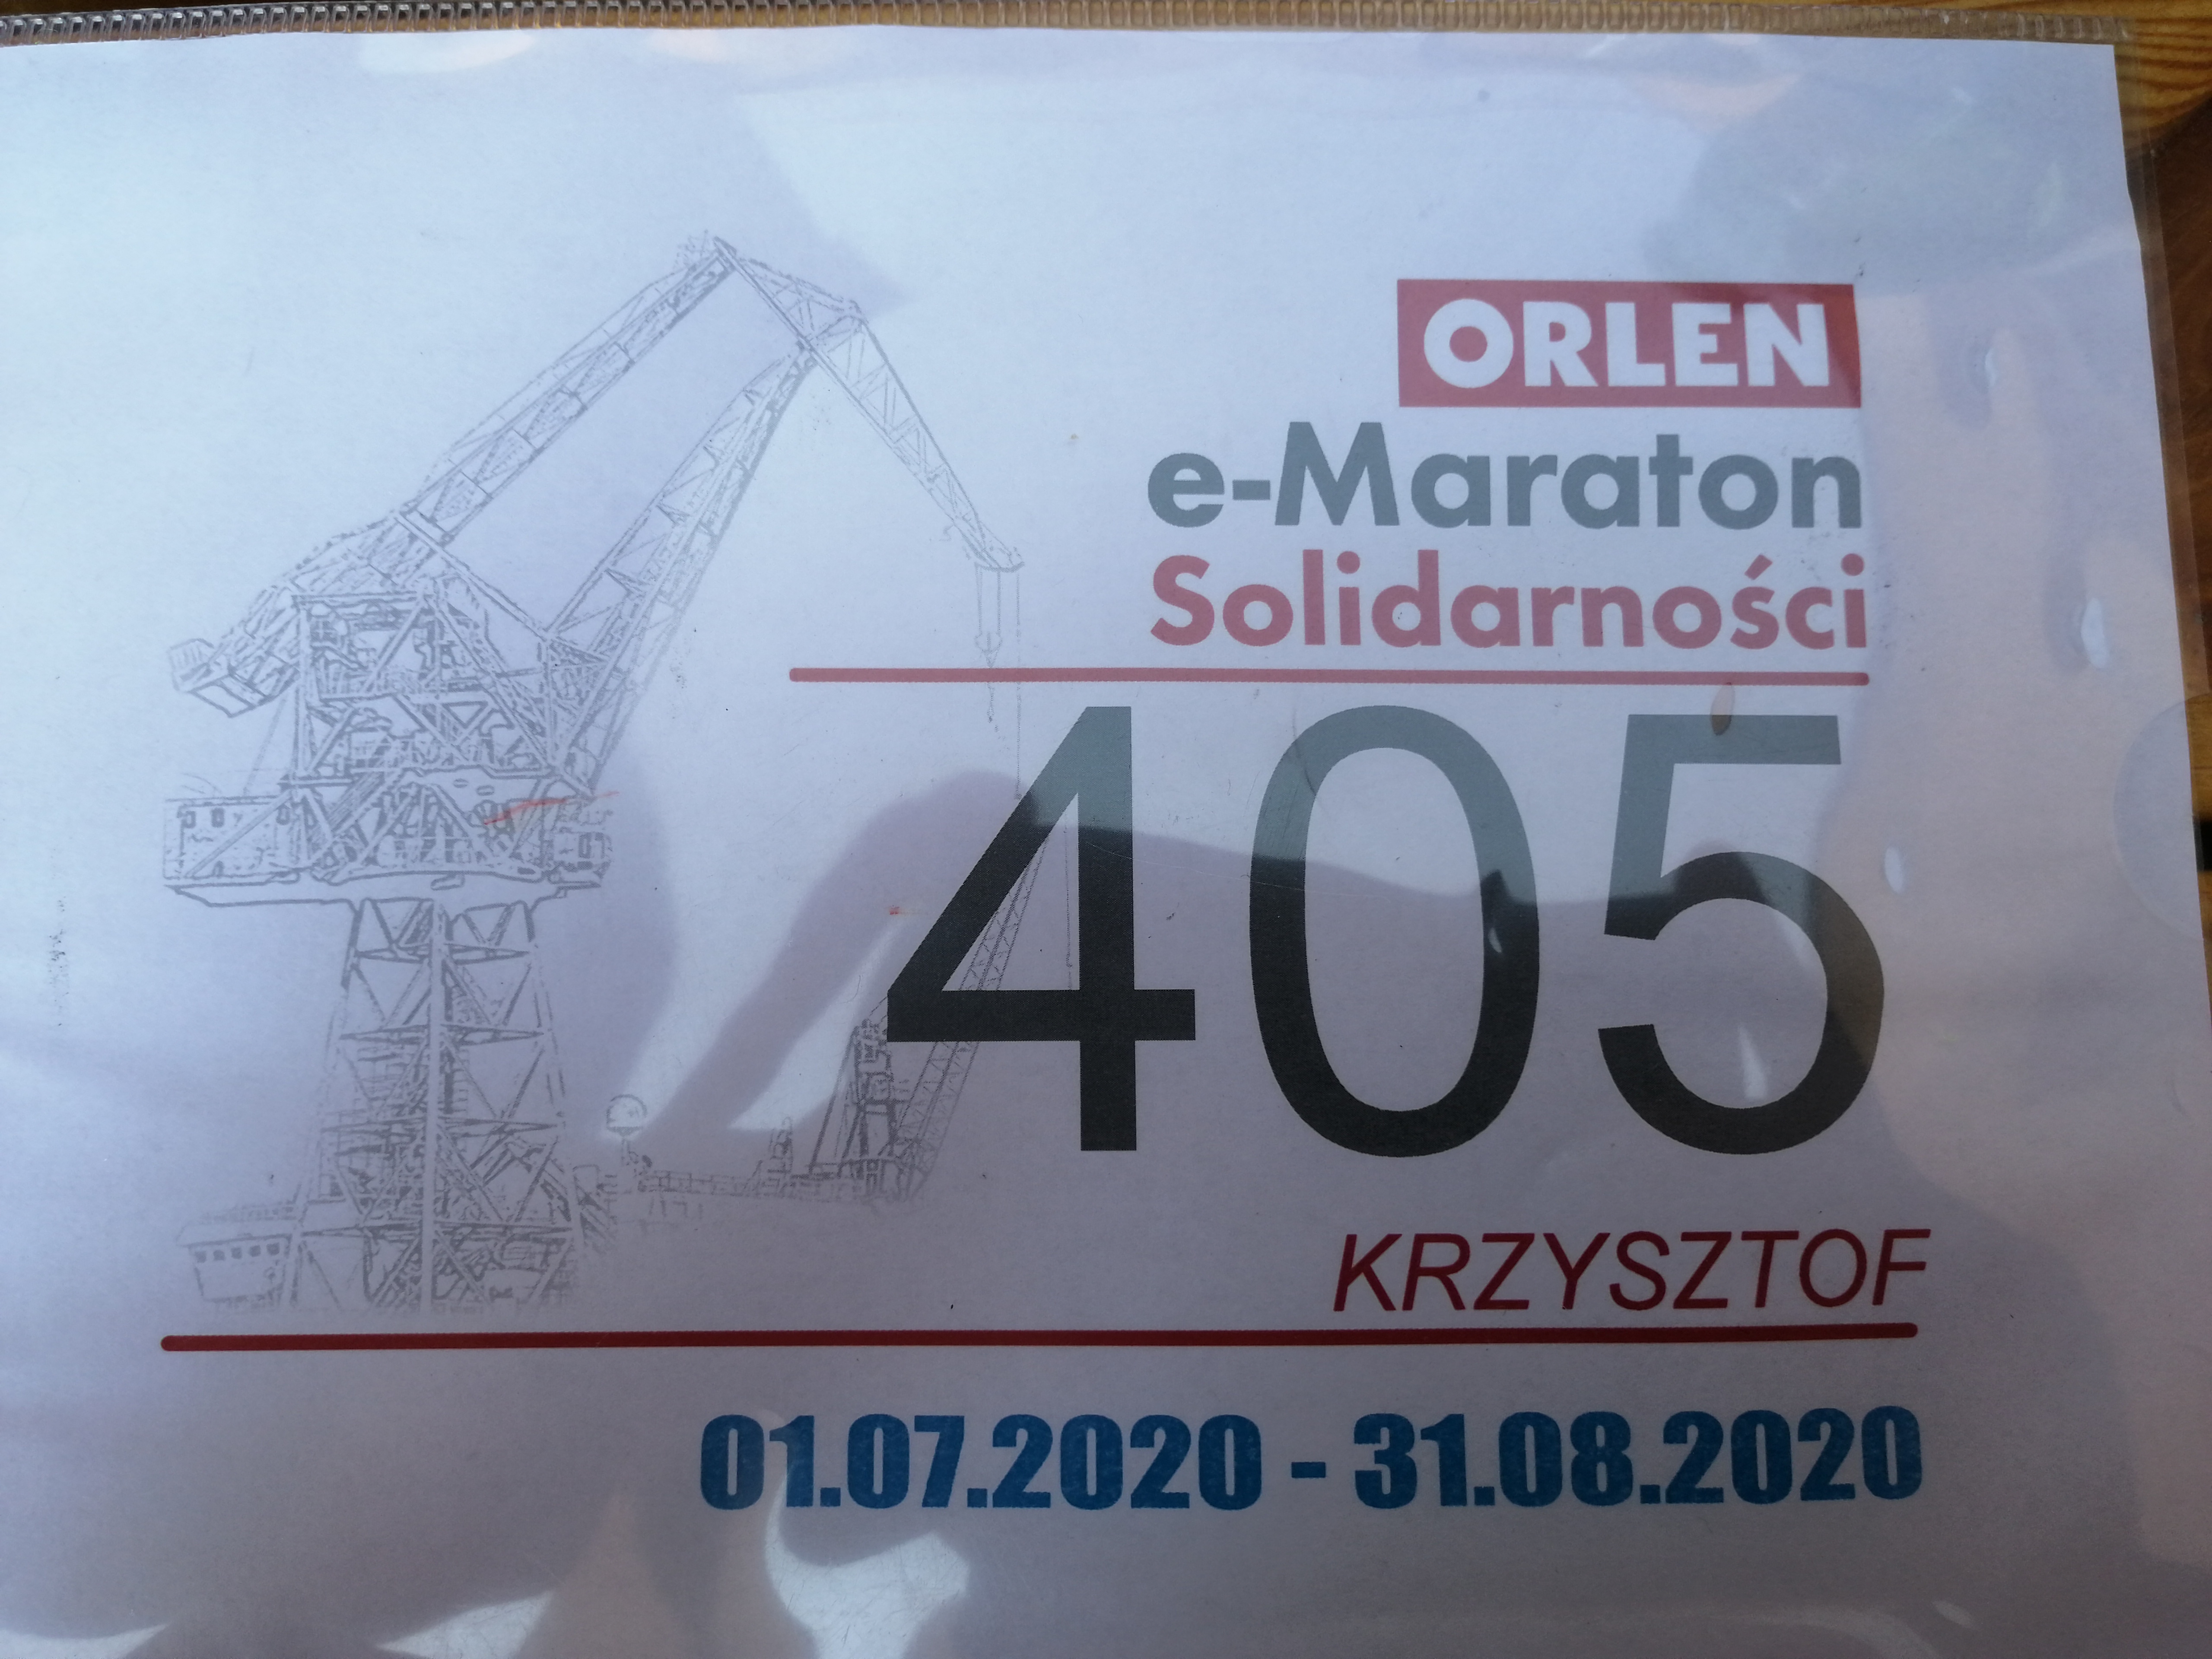 ORLEN
e-Maraton
Solidarności
405
KRZYSZTOF
01.07.2020 - 31.08.2020